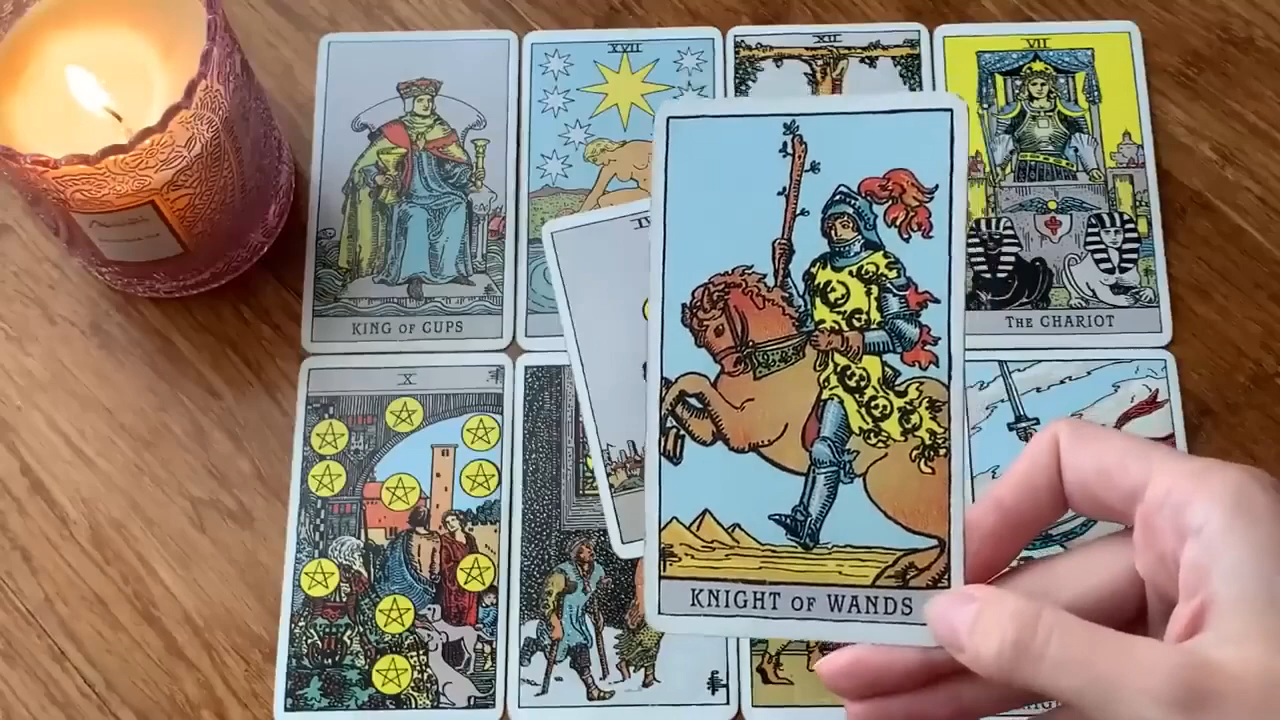 XVII
XII
VII
KING OF CUPS
THE CHARIOT
X
KNIGHT OF WANDS